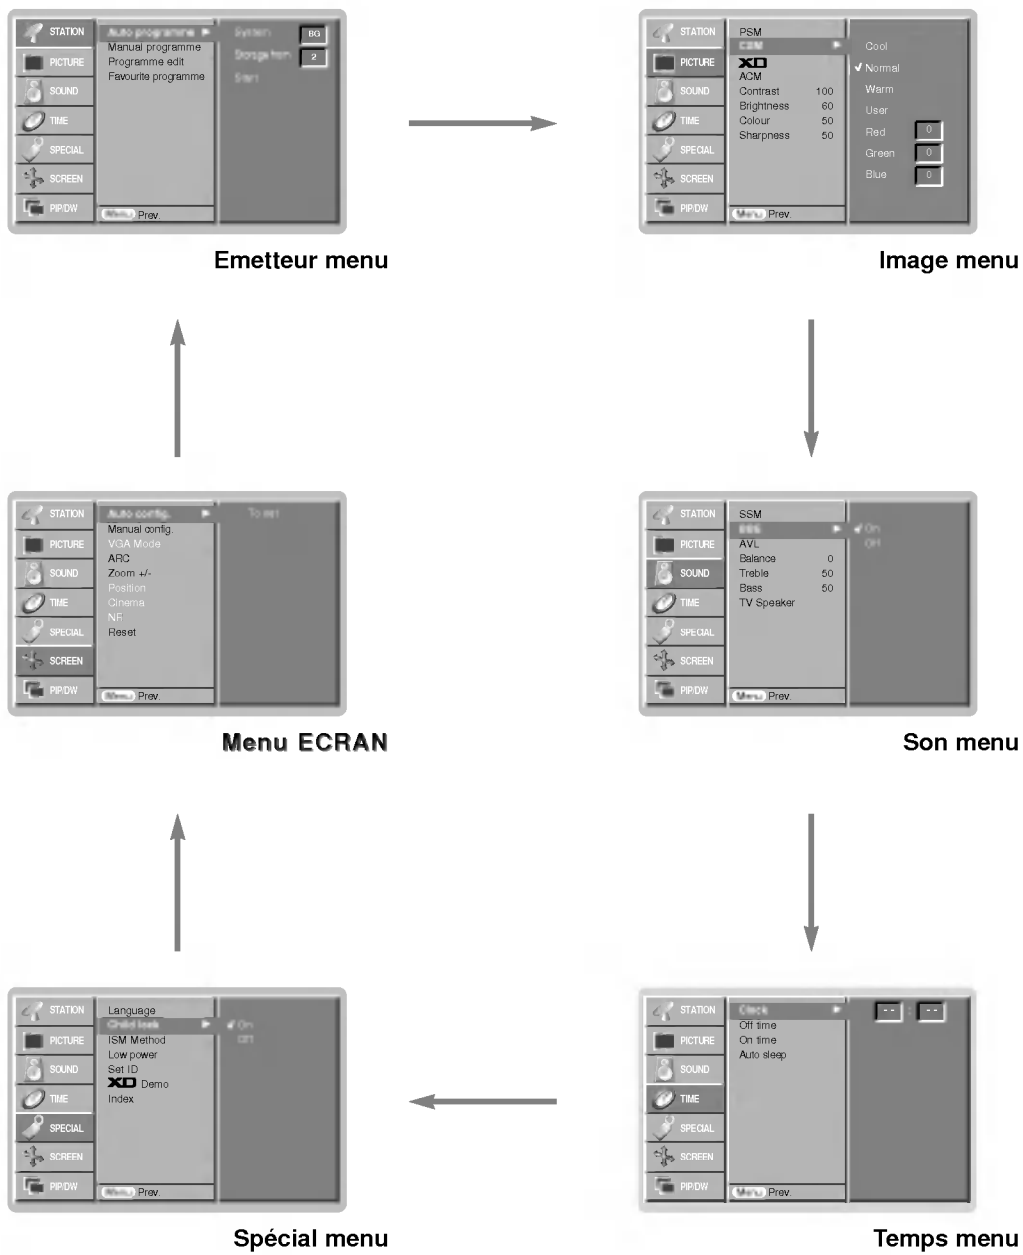 STATION
PICTURE
SOUND
TIME
SPECIAL
SCREEN
PIP/DW
Auto programme
Manual programme
Programme edit
Favourite programme
System BG
Storage from 2
Start
Menu Prev.
Emetteur menu
STATION
PICTURE
SOUND
TIME
SPECIAL
SCREEN
PIP/DW
PSM
CSM
XD
ACM
Contrast 100
Brightness 60
Colour 50
Sharpness 50
Cool
Normal
Warm
User
Red 0
Green 0
Blue 0
Menu Prev.
Image menu
STATION
PICTURE
SOUND
TIME
SPECIAL
SCREEN
PIP/DW
Auto config.
Manual config.
VGA Mode
ARC
Zoom +/-
Position
Cinema
NR
Reset
To set
Menu Prev.
Menu ECRAN
STATION
PICTURE
SOUND
TIME
SPECIAL
SCREEN
PIP/DW
SSM
BBE
AVL
Balance 0
Treble 50
Bass 50
TV Speaker
On
Off
Menu Prev.
Son menu
STATION
PICTURE
SOUND
TIME
SPECIAL
SCREEN
PIP/DW
Language
Child lock
ISM Method
Low power
Set ID
XD Demo
Index
On
Off
Menu Prev.
Spécial menu
STATION
PICTURE
SOUND
TIME
SPECIAL
SCREEN
PIP/DW
Clock
Off time
On time
Auto sleep
-- : --
Menu Prev.
Temps menu